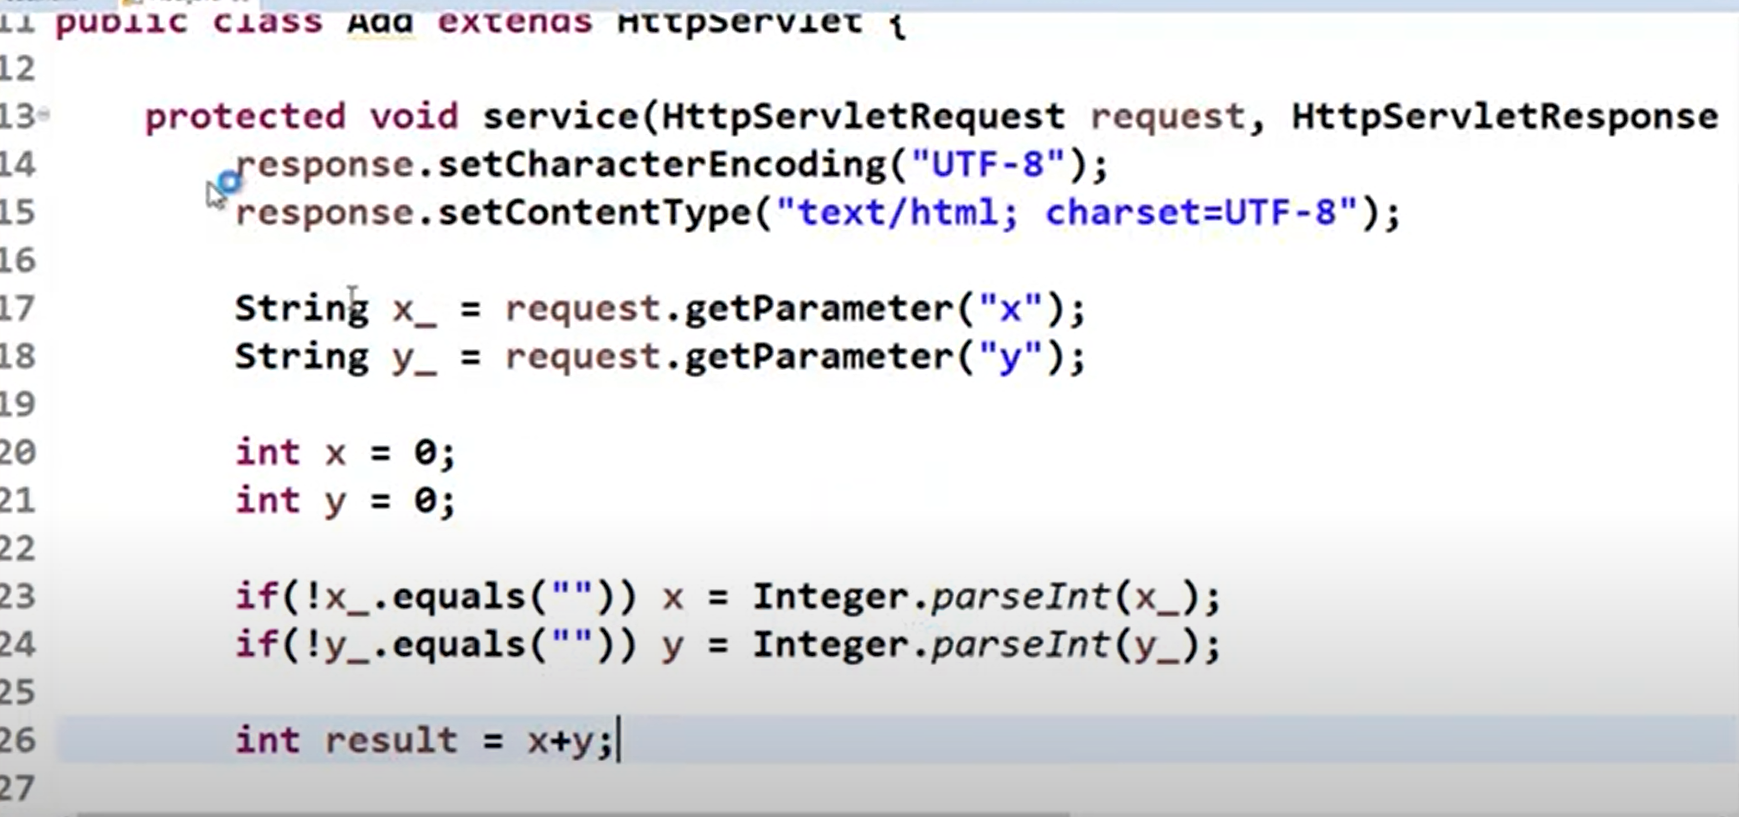 11 public class Add extends HttpServlet {
12
13 protected void service(HttpServletRequest request, HttpServletResponse
14 response.setCharacterEncoding("UTF-8");
15 response.setContentType("text/html; charset=UTF-8");
16
17 String x_ = request.getParameter("x");
18 String y_ = request.getParameter("y");
19
20 int x = 0;
21 int y = 0;
22
23 if(!x_.equals("")) x = Integer.parseInt(x_);
24 if(!y_.equals("")) y = Integer.parseInt(y_);
25
26 int result = x+y;
27